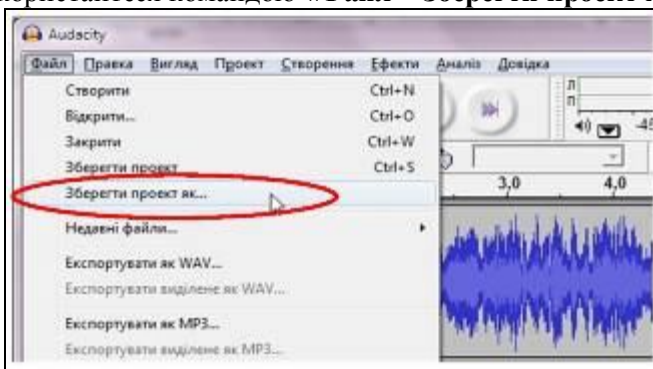 користайтеся командою «Файл – Зберегти проект
Audacity
Файл Правка Вигляд Проект Створення Ефекти Аналіз Довідка
Створити Ctrl+N
Відкрити... Ctrl+O
Закрити Ctrl+W
Зберегти проект Ctrl+S
Зберегти проект як...
Недавні файли...
Експортувати як WAV...
Експортувати виділене як WAV...
Експортувати як MP3...
Експортувати виділене як MP3...
Л
П
-48
3,0 4,0